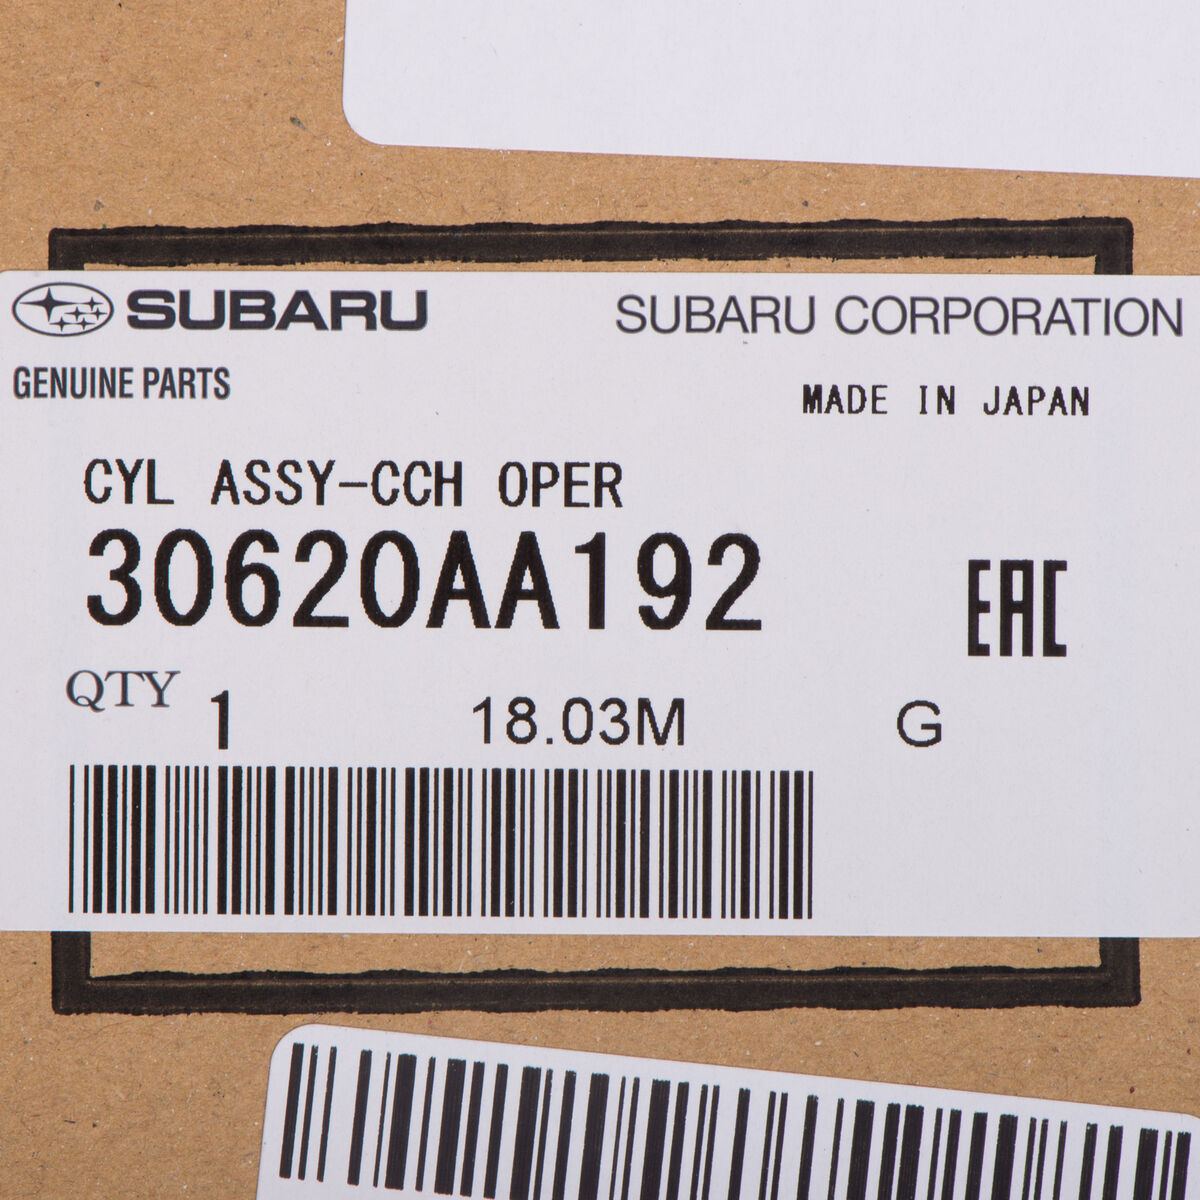 SUBARU SUBARU CORPORATION
GENUINE PARTS
MADE IN JAPAN
CYL ASSY-CCH OPER
30620AA192
EAC
QTY 1 18.03M G